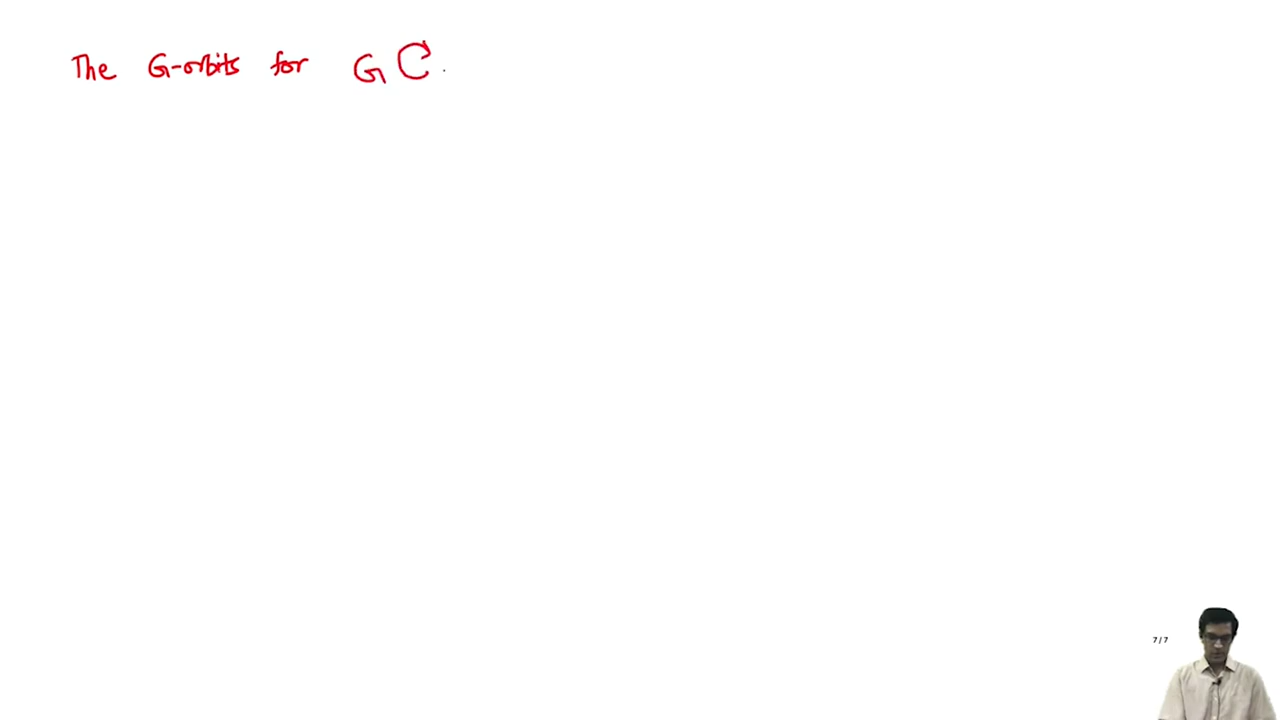 The G-orbits for G ⟳
7/7